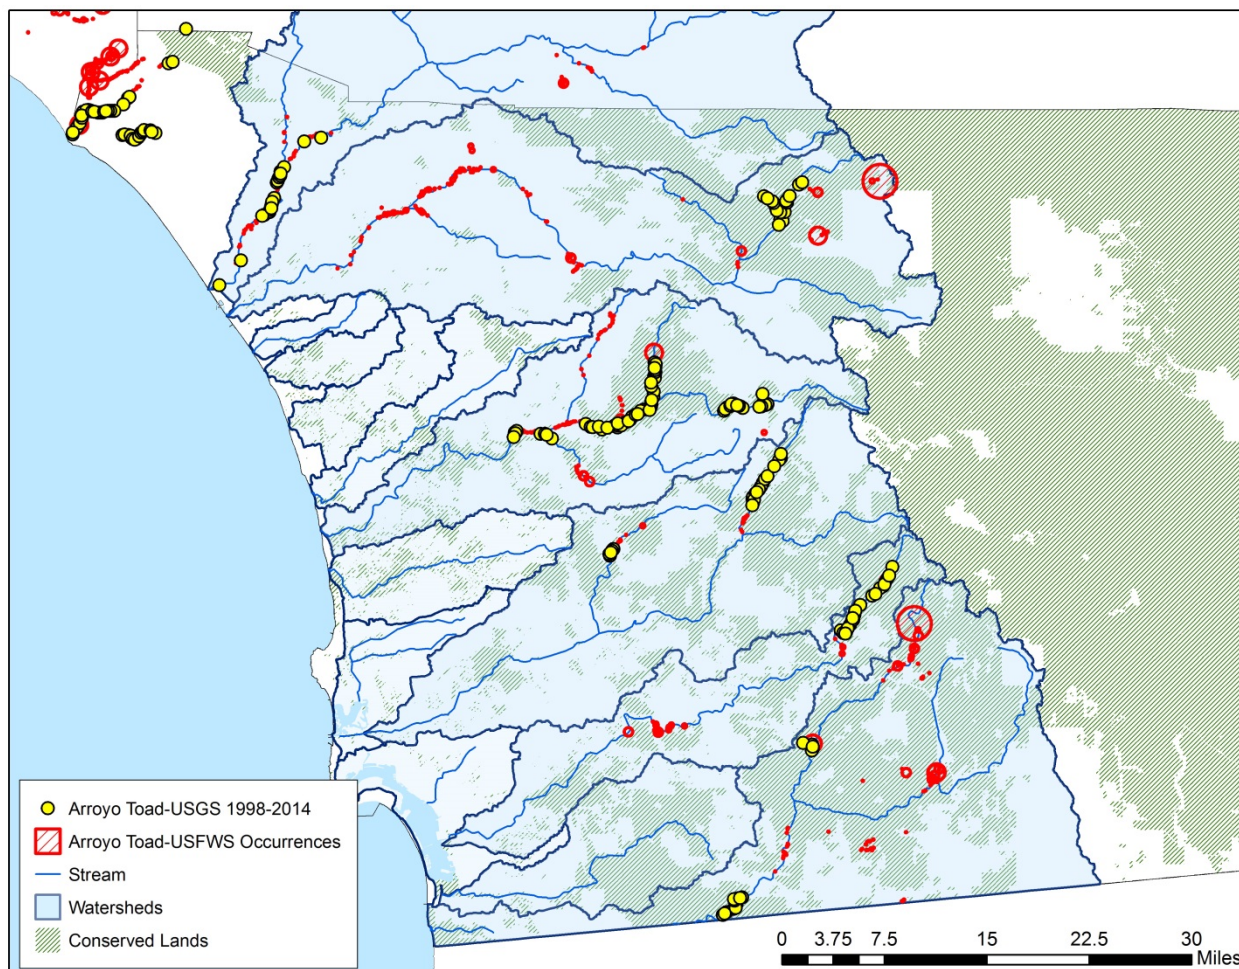 Arroyo Toad-USGS 1998-2014
Arroyo Toad-USFWS Occurrences
Stream
Watersheds
Conserved Lands
0 3.75 7.5 15 22.5 30
Miles